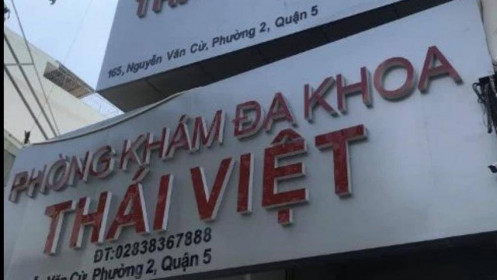 165, Nguyễn Văn Cừ, Phường 2, Quận 5
PHÒNG KHÁM ĐA KHOA
THÁI VIỆT
ĐT:02838367888
Văn Cừ, Phường 2, Quận 5